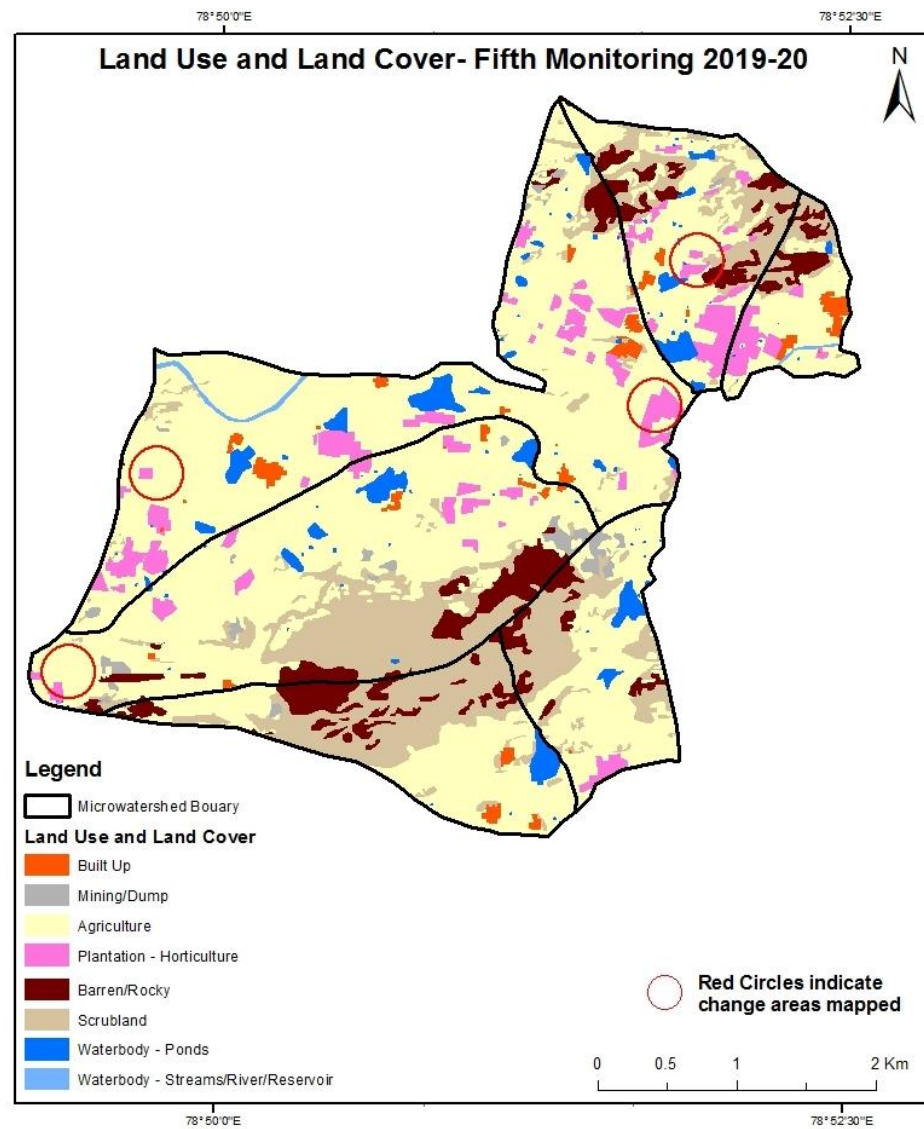 78°50'0"E
78°52'30"E
Land Use and Land Cover- Fifth Monitoring 2019-20
N
Legend
Microwatershed Bouary
Land Use and Land Cover
Built Up
Mining/Dump
Agriculture
Plantation - Horticulture
Barren/Rocky
Scrubland
Waterbody - Ponds
Waterbody - Streams/River/Reservoir
Red Circles indicate
change areas mapped
0 0.5 1 2 Km
78°50'0"E
78°52'30"E